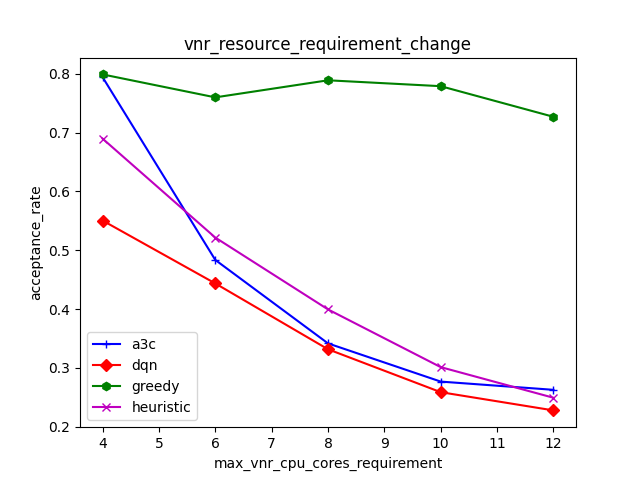 vnr_resource_requirement_change
acceptance_rate
0.8
0.7
0.6
0.5
0.4
0.3
0.2
a3c
dqn
greedy
heuristic
4 5 6 7 8 9 10 11 12
max_vnr_cpu_cores_requirement